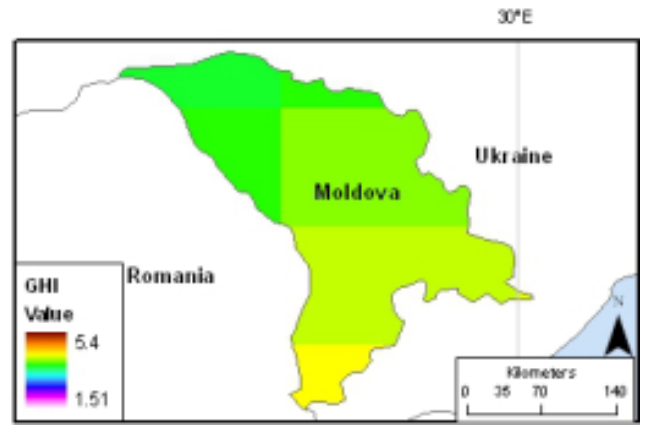 30°E
Ukraine
Moldova
Romania
GHI
Value
5.4
1.51
N
Kilometers
0 35 70 140